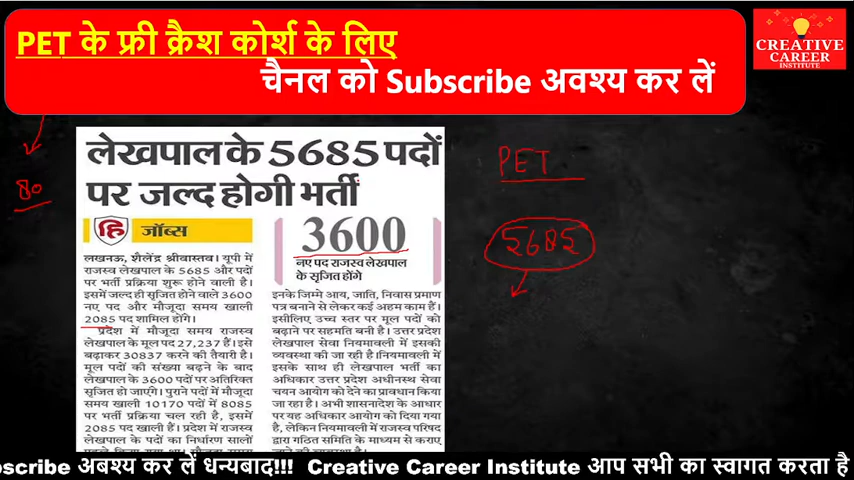 PET के फ्री क्रैश कोर्श के लिए
चैनल को Subscribe अवश्य कर लें
CREATIVE
CAREER
INSTITUTE
80
लेखपाल के 5685 पदों
पर जल्द होगी भर्ती
हि जॉब्स
लखनऊ, शैलेंद्र श्रीवास्तव। यूपी में
राजस्व लेखपाल के 5685 और पदों
पर भर्ती प्रक्रिया शुरू होने वाली है।
इसमें जल्द ही सृजित होने वाले 3600
नए पद और मौजूदा समय खाली
2085 पद शामिल होंगे।
प्रदेश में मौजूदा समय राजस्व
लेखपाल के मूल पद 27,237 हैं। इसे
बढ़ाकर 30837 करने की तैयारी है।
मूल पदों की संख्या बढ़ने के बाद
लेखपाल के 3600 पदों पर अतिरिक्त
सृजित हो जाएंगे। पुराने पदों में मौजूदा
समय खाली 10170 पदों में 8085
पर भर्ती प्रक्रिया चल रही है, इसमें
2085 पद खाली हैं। प्रदेश में राजस्व
लेखपाल के पदों का निर्धारण सालों
3600
नए पद राजस्व लेखपाल
के सृजित होंगे
इनके जिम्मे आय, जाति, निवास प्रमाण
पत्र बनाने से लेकर कई अहम काम हैं।
इसीलिए उच्च स्तर पर मूल पदों को
बढ़ाने पर सहमति बनी है। उत्तर प्रदेश
लेखपाल सेवा नियमावली में इसकी
व्यवस्था की जा रही है। नियमावली में
इसके साथ ही लेखपाल भर्ती का
अधिकार उत्तर प्रदेश अधीनस्थ सेवा
चयन आयोग को देने का प्रावधान किया
जा रहा है। अभी शासनादेश के आधार
पर यह अधिकार आयोग को दिया गया
है, लेकिन नियमावली में राजस्व परिषद
द्वारा गठित समिति के माध्यम से कराए
PET
5685
bscribe अबश्य कर लें धन्यबाद!!! Creative Career Institute आप सभी का स्वागत करता है